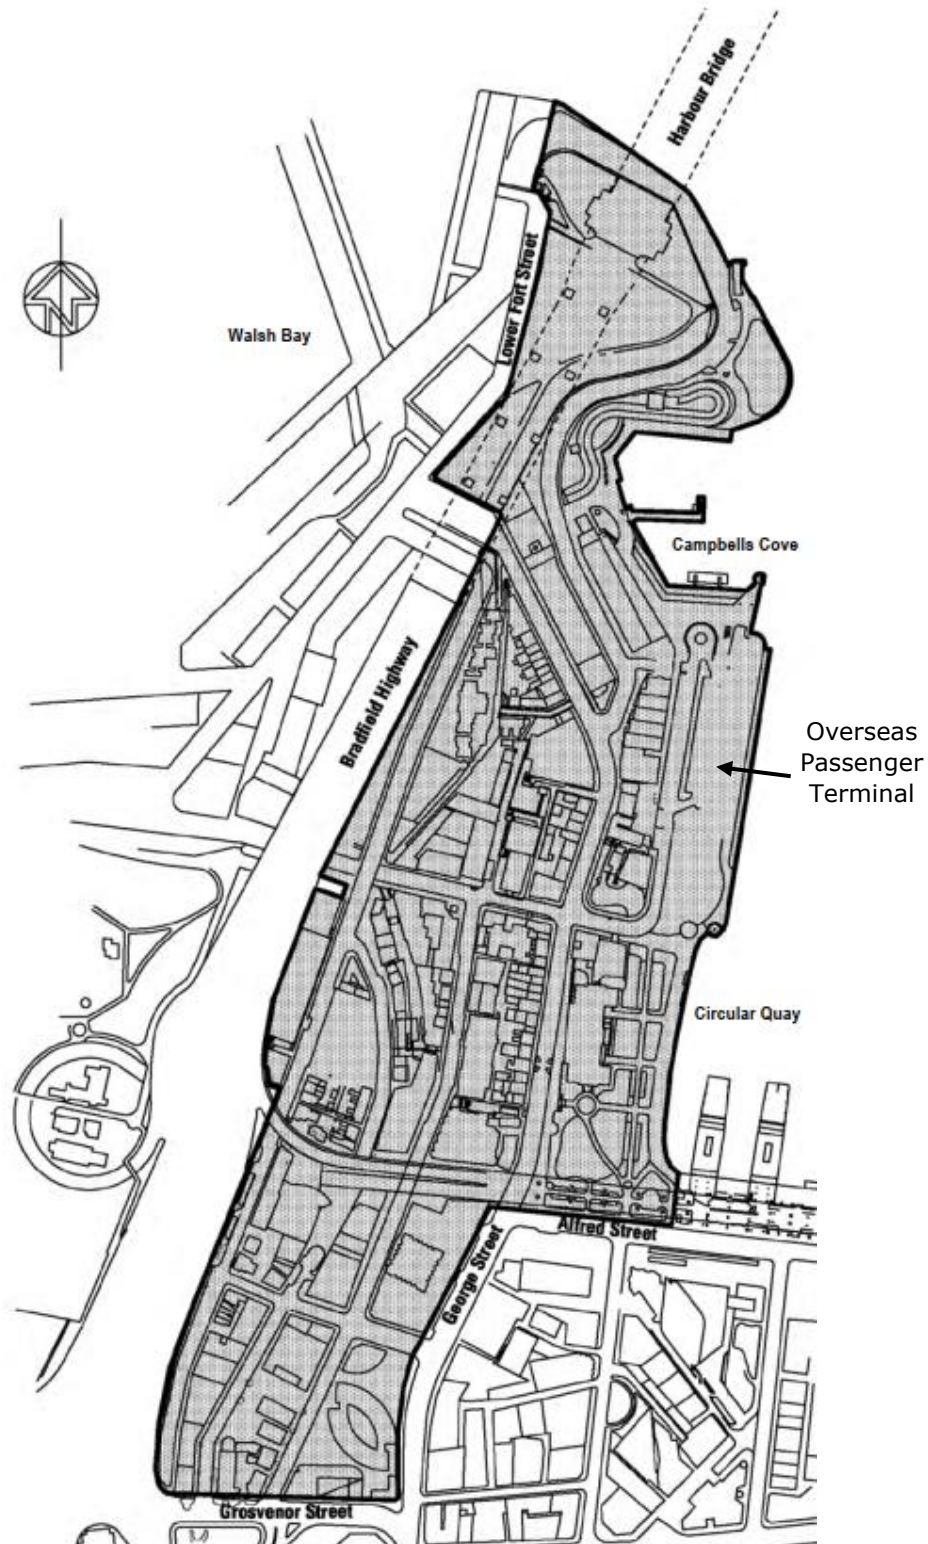 Harbour Bridge
Lower Fort Street
N
Walsh Bay
Campbells Cove
Bradfield Highway
Overseas
Passenger
Terminal
Circular Quay
Alfred Street
George Street
Grosvenor Street